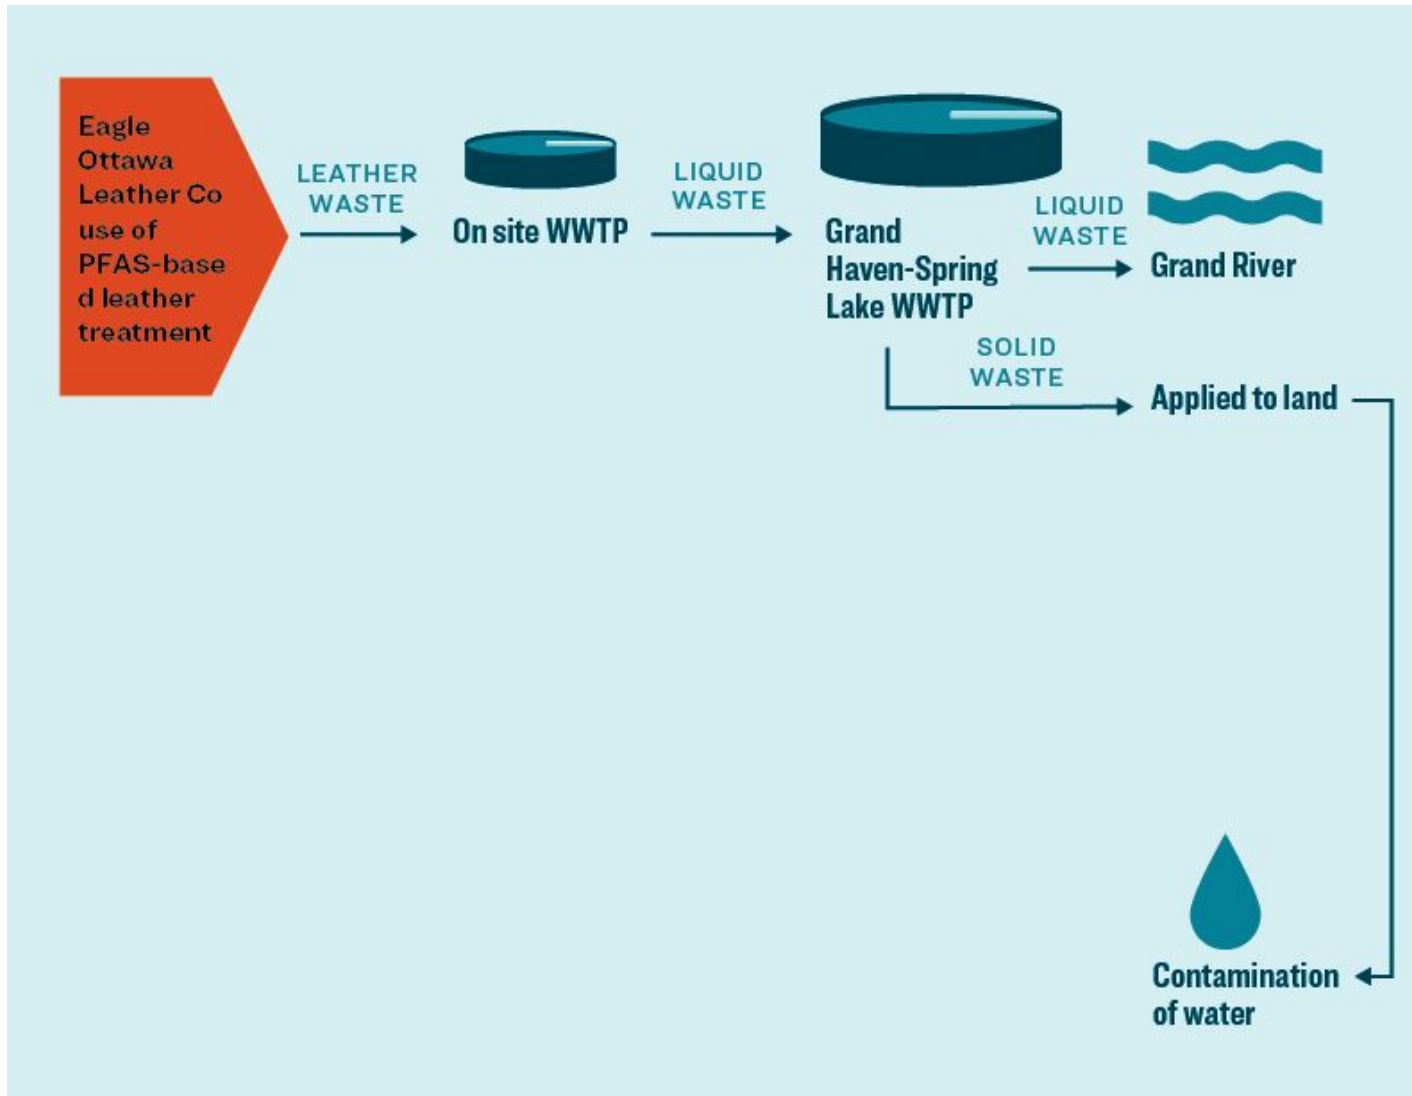 Eagle
Ottawa
Leather Co
use of
PFAS-base
d leather
treatment
LEATHER
WASTE
On site WWTP
LIQUID
WASTE
Grand
Haven-Spring
Lake WWTP
LIQUID
WASTE
Grand River
SOLID
WASTE
Applied to land
Contamination
of water